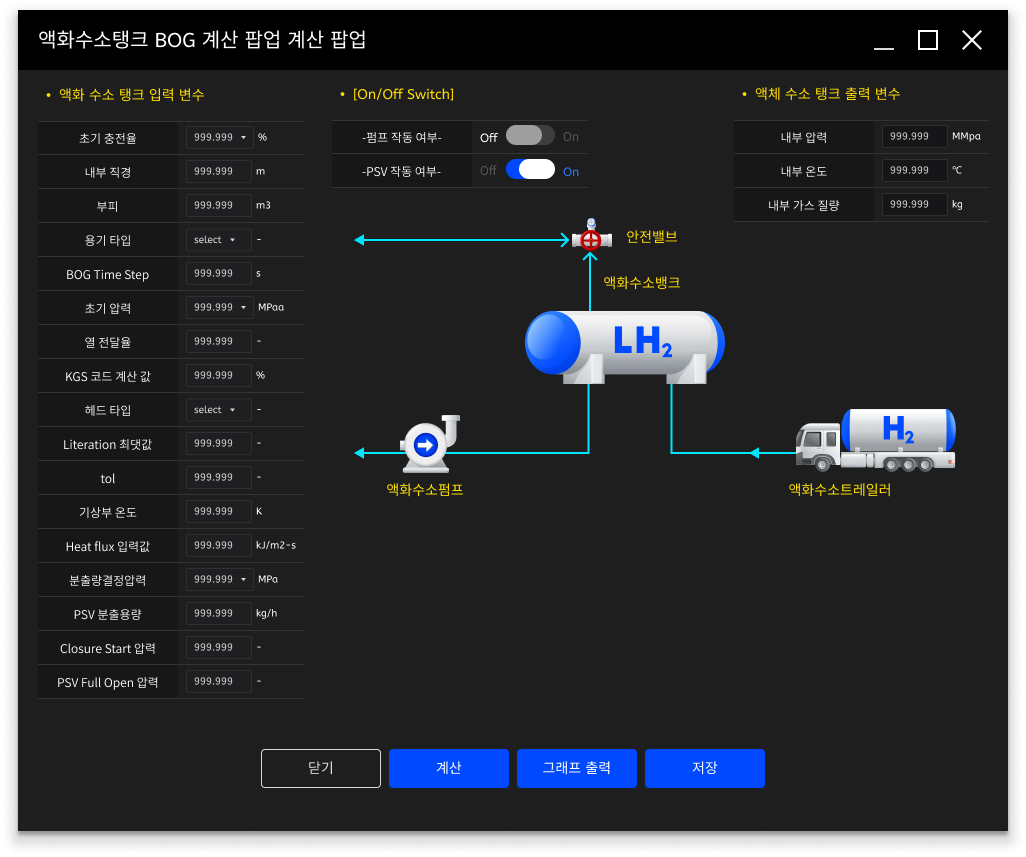 액화수소탱크 BOG 계산 팝업 계산 팝업
• 액화 수소 탱크 입력 변수
초기 충전율 999.999 %
내부 직경 999.999 m
부피 999.999 m3
용기 타입 select -
BOG Time Step 999.999 s
초기 압력 999.999 MPaa
열 전달율 999.999 -
KGS 코드 계산 값 999.999 %
헤드 타입 select -
Literation 최댓값 999.999 -
tol 999.999 -
기상부 온도 999.999 K
Heat flux 입력값 999.999 kJ/m2-s
분출량결정압력 999.999 MPa
PSV 분출용량 999.999 kg/h
Closure Start 압력 999.999 -
PSV Full Open 압력 999.999 -
• [On/Off Switch]
-펌프 작동 여부- Off On
-PSV 작동 여부- Off On
• 액체 수소 탱크 출력 변수
내부 압력 999.999 MMpa
내부 온도 999.999 ℃
내부 가스 질량 999.999 kg
안전밸브
액화수소뱅크
LH2
H2
액화수소펌프
액화수소트레일러
닫기
계산
그래프 출력
저장